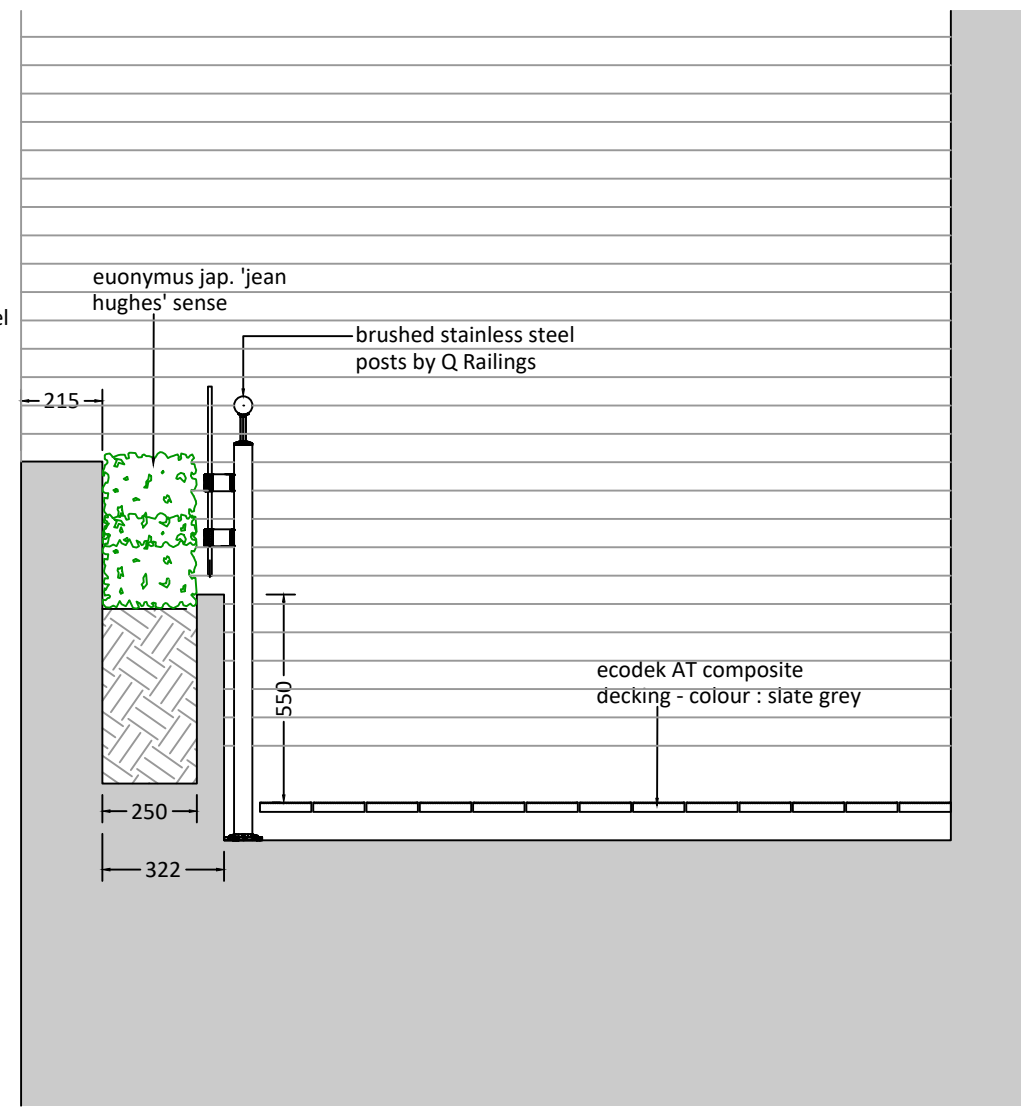 euonymus jap. 'jean
hughes' sense
el
brushed stainless steel
posts by Q Railings
215
ecodek AT composite
decking - colour : slate grey
550
250
322